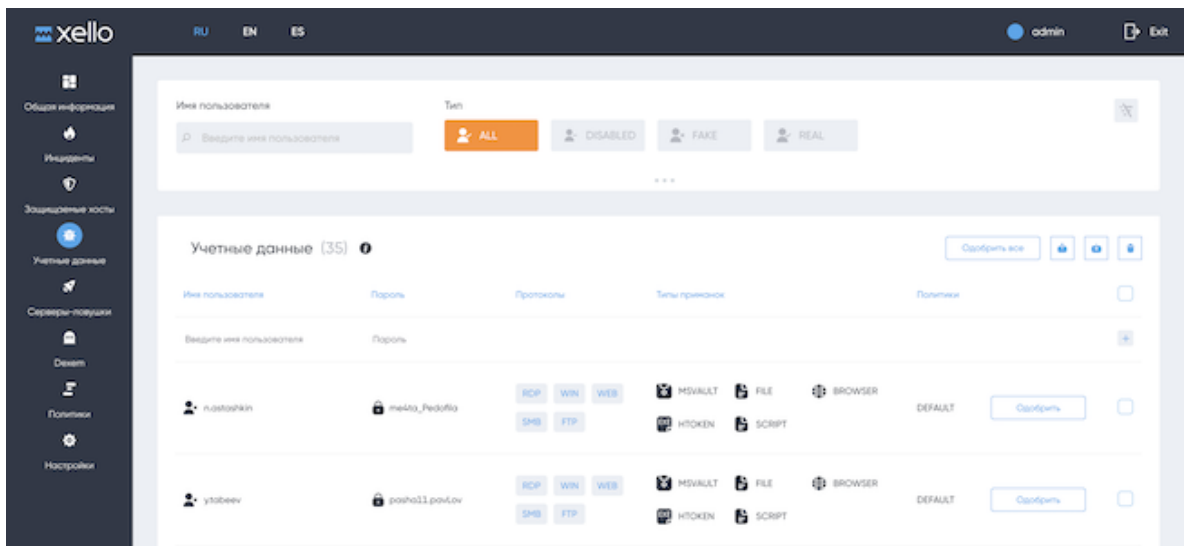 xello
RU EN ES
admin
Exit
Общая информация
Инциденты
Защищаемые хосты
Учетные данные
Серверы-ловушки
Dexem
Политики
Настройки
Имя пользователя
Введите имя пользователя
Тип
ALL DISABLED FAKE REAL
Учетные данные (35)
Одобрить все
Имя пользователя Пароль Протоколы Типы приманок Политики
Введите имя пользователя Пароль
n.astashkin me4ta_Pedofila RDP WIN WEB MSVAULT FILE BROWSER DEFAULT Одобрить
SMB FTP HTOKEN SCRIPT
y.tabeev pasha11.pavLov RDP WIN WEB MSVAULT FILE BROWSER DEFAULT Одобрить
SMB FTP HTOKEN SCRIPT